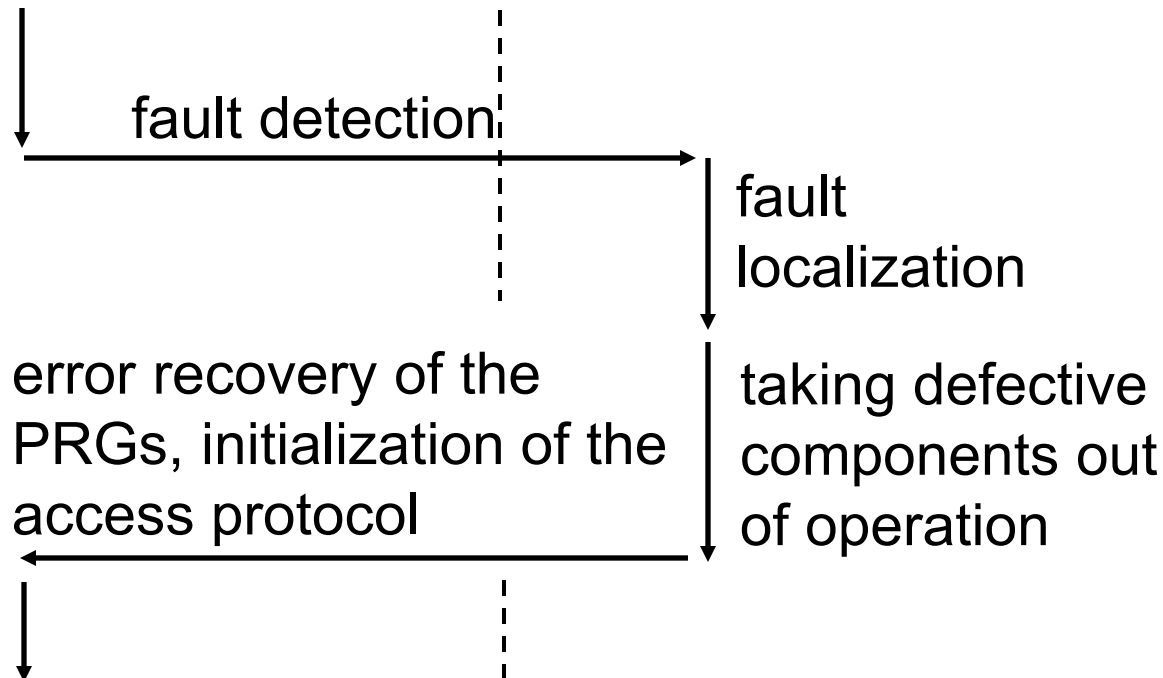 fault detection
fault
localization
error recovery of the
PRGs, initialization of the
access protocol
taking defective
components out
of operation